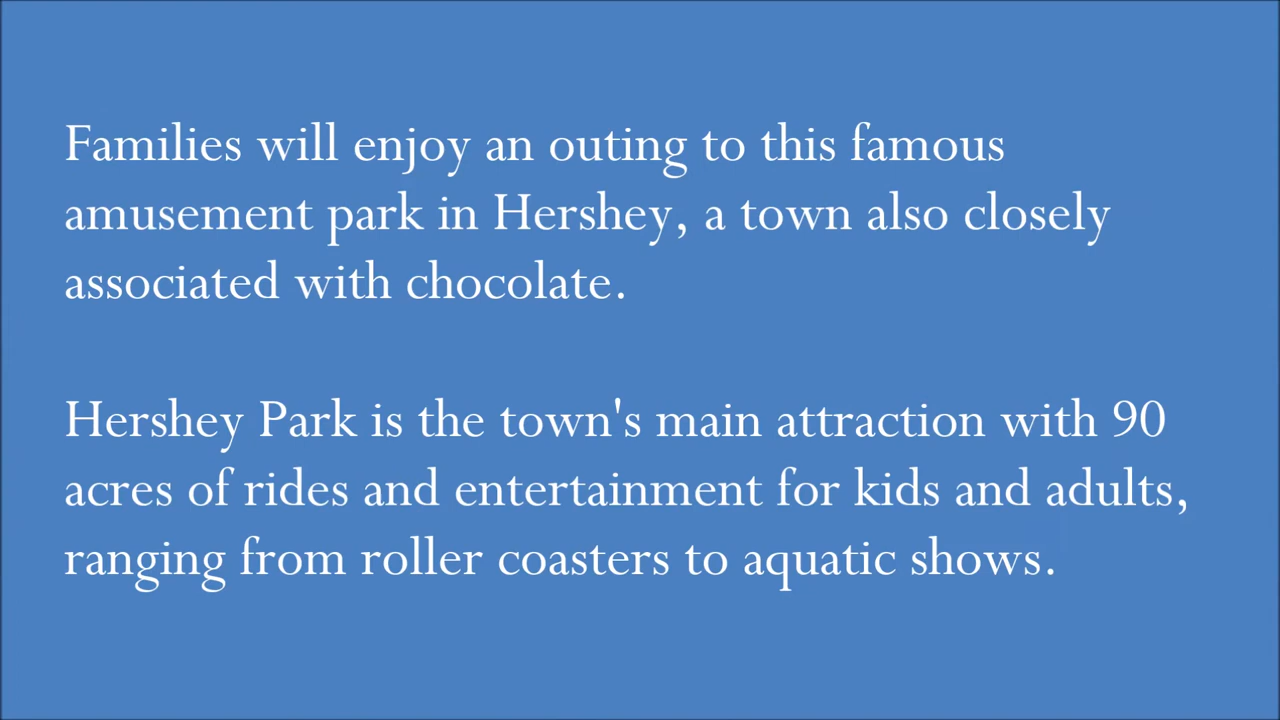 Families will enjoy an outing to this famous
amusement park in Hershey, a town also closely
associated with chocolate.
Hershey Park is the town's main attraction with 90
acres of rides and entertainment for kids and adults,
ranging from roller coasters to aquatic shows.